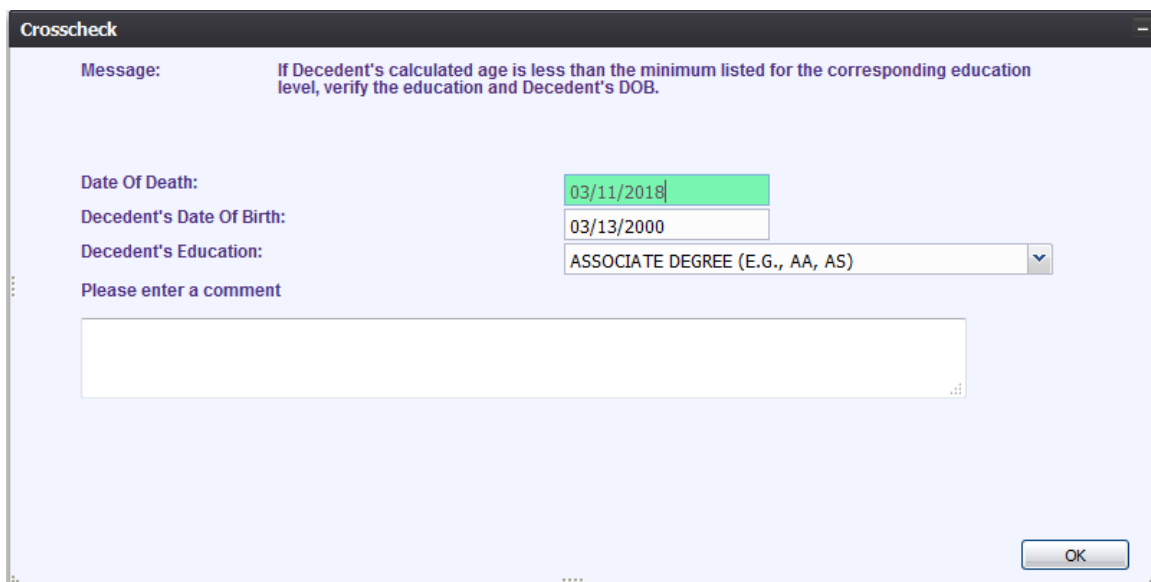 Crosscheck
Message: If Decedent's calculated age is less than the minimum listed for the corresponding education
level, verify the education and Decedent's DOB.
Date Of Death: 03/11/2018
Decedent's Date Of Birth: 03/13/2000
Decedent's Education: ASSOCIATE DEGREE (E.G., AA, AS)
Please enter a comment
OK